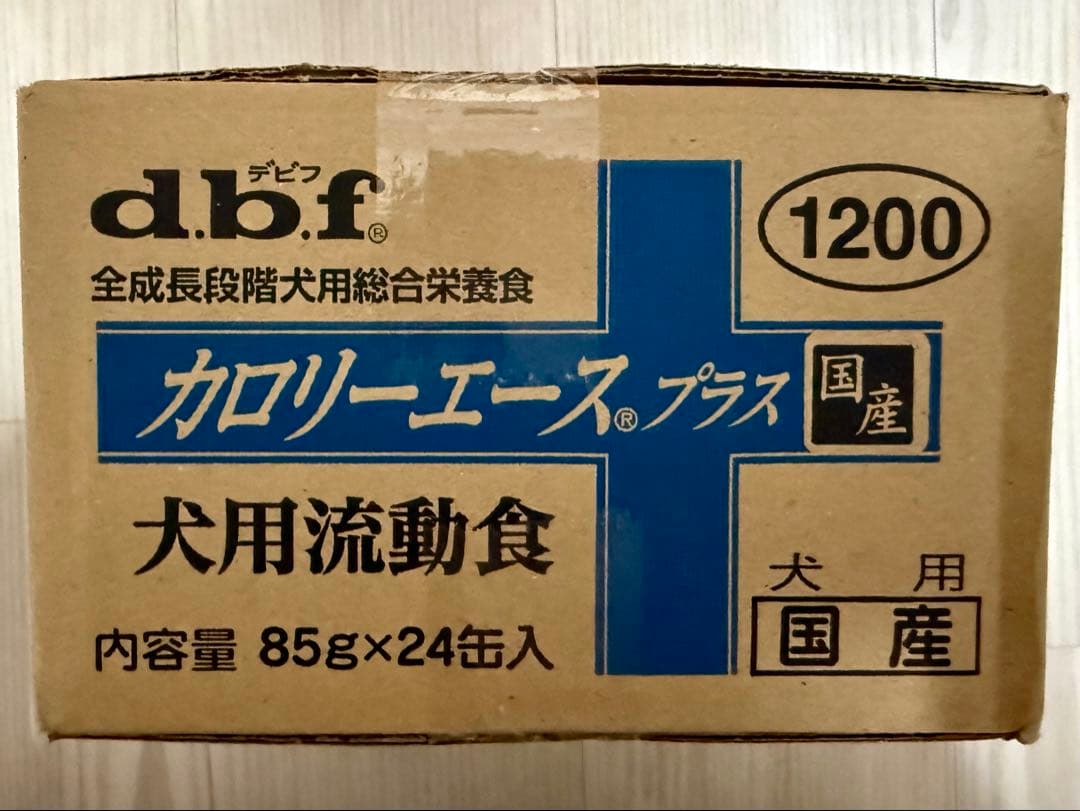 デビフ
d.b.f®
全成長段階犬用総合栄養食
1200
カロリーエース®プラス
国産
犬用流動食
内容量 85g×24缶入
犬用
国産